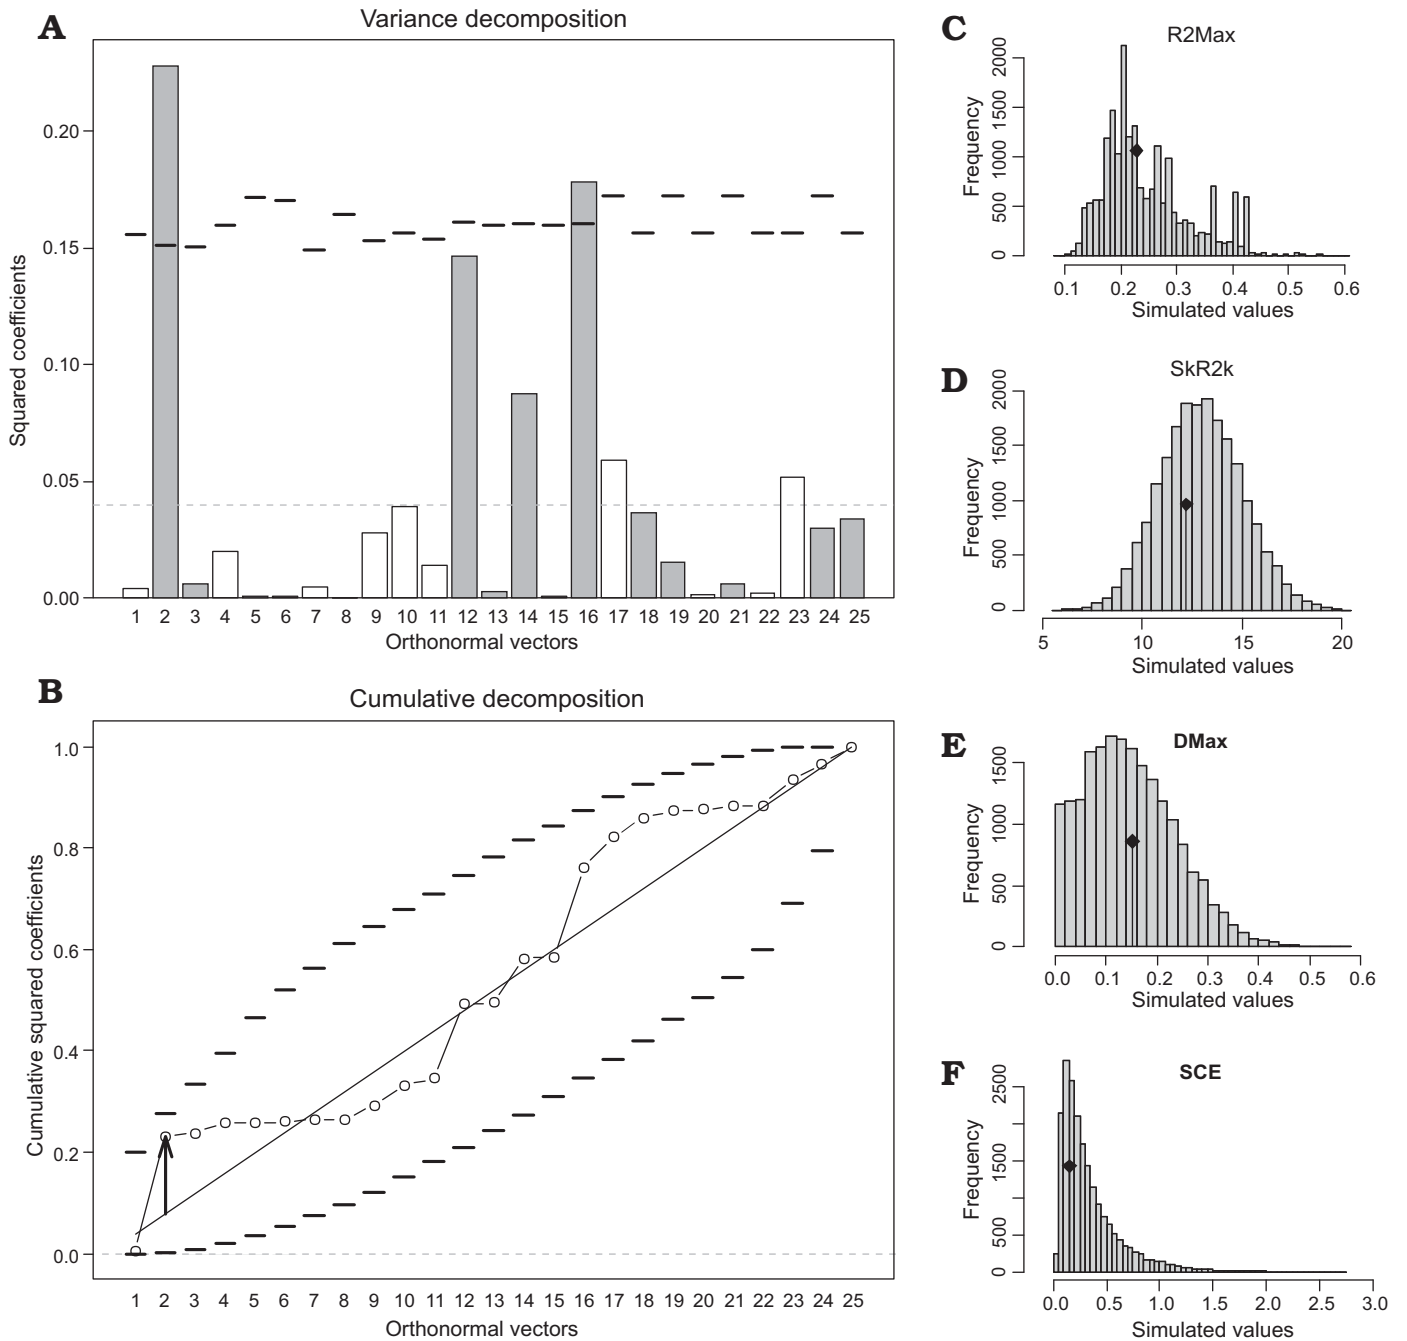 A
Variance decomposition
Squared coefficients
0.20
0.15
0.10
0.05
0.00
1 2 3 4 5 6 7 8 9 10 11 12 13 14 15 16 17 18 19 20 21 22 23 24 25
Orthonormal vectors
B
Cumulative decomposition
Cumulative squared coefficients
1.0
0.8
0.6
0.4
0.2
0.0
1 2 3 4 5 6 7 8 9 10 11 12 13 14 15 16 17 18 19 20 21 22 23 24 25
Orthonormal vectors
C
R2Max
Frequency
2000
1500
1000
500
0
0.1 0.2 0.3 0.4 0.5 0.6
Simulated values
D
SkR2k
Frequency
2000
1500
1000
500
0
5 10 15 20
Simulated values
E
DMax
Frequency
1500
1000
500
0
0.0 0.1 0.2 0.3 0.4 0.5 0.6
Simulated values
F
SCE
Frequency
2500
1500
500
0
0.0 0.5 1.0 1.5 2.0 2.5 3.0
Simulated values